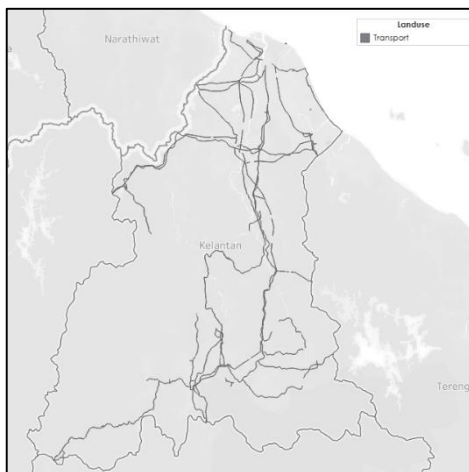 Narathiwat
Landuse
Transport
Kelantan
Tereng